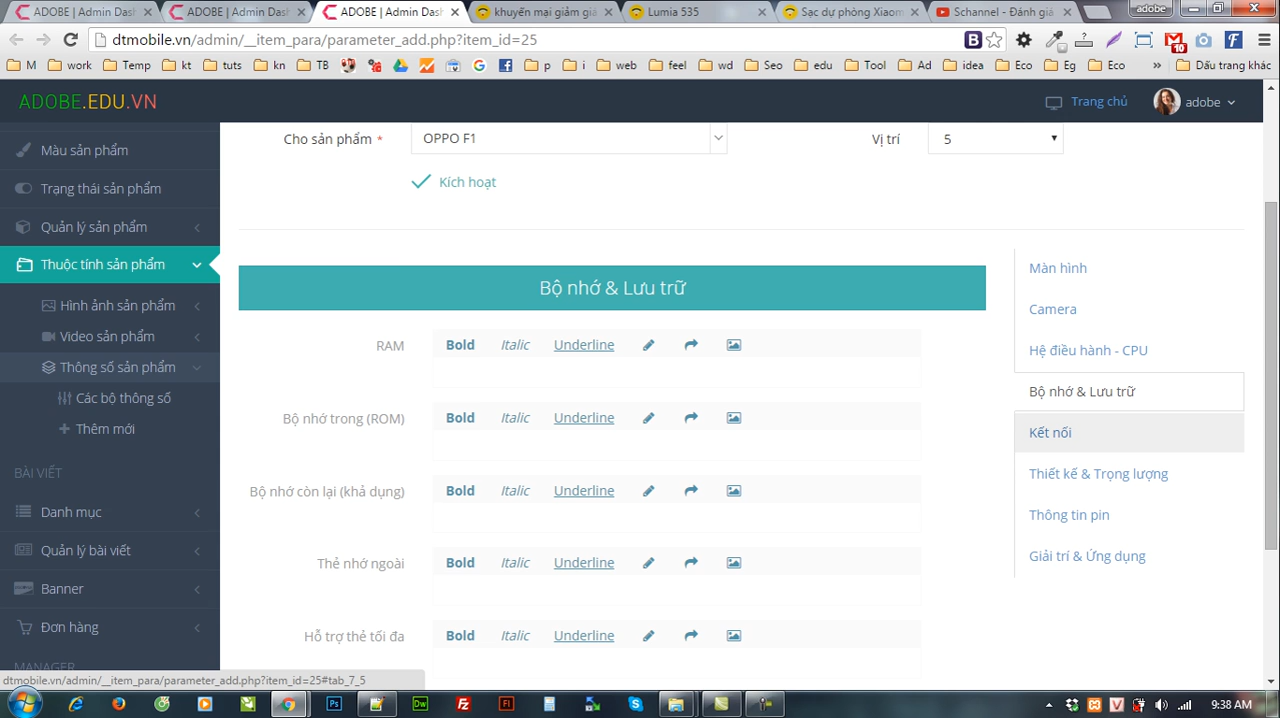 ADOBE | Admin Das
ADOBE | Admin Das
ADOBE | Admin Das
khuyến mại giảm giá
Lumia 535
Sạc dự phòng Xiaom
Schannel - Đánh giá
adobe
dtmobile.vn/admin/__item_para/parameter_add.php?item_id=25
10
M
work
Temp
kt
tuts
kn
TB
p
i
web
feel
wd
Seo
edu
Tool
Ad
idea
Eco
Eg
Eco
»
Dấu trang khác
ADOBE.EDU.VN
Trang chủ
adobe
Màu sản phẩm
Trạng thái sản phẩm
Quản lý sản phẩm
Thuộc tính sản phẩm
Hình ảnh sản phẩm
Video sản phẩm
Thông số sản phẩm
Các bộ thông số
Thêm mới
BÀI VIẾT
Danh mục
Quản lý bài viết
Banner
Đơn hàng
MANAGER
Cho sản phẩm *
OPPO F1
Vị trí
5
Kích hoạt
Bộ nhớ & Lưu trữ
RAM
Bold Italic Underline
Bộ nhớ trong (ROM)
Bold Italic Underline
Bộ nhớ còn lại (khả dụng)
Bold Italic Underline
Thẻ nhớ ngoài
Bold Italic Underline
Hỗ trợ thẻ tối đa
Bold Italic Underline
Màn hình
Camera
Hệ điều hành - CPU
Bộ nhớ & Lưu trữ
Kết nối
Thiết kế & Trọng lượng
Thông tin pin
Giải trí & Ứng dụng
dtmobile.vn/admin/__item_para/parameter_add.php?item_id=25#tab_7_5
9:38 AM